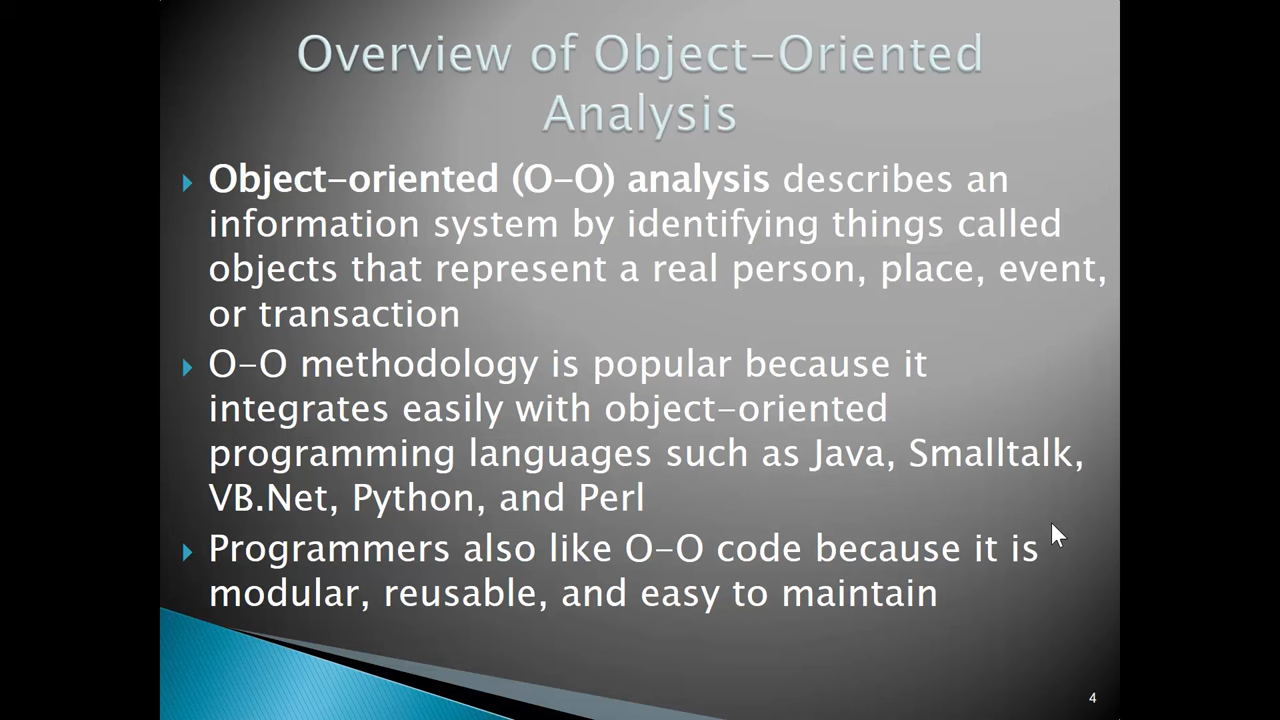 Overview of Object-Oriented
Analysis
Object-oriented (O-O) analysis describes an
information system by identifying things called
objects that represent a real person, place, event,
or transaction
O-O methodology is popular because it
integrates easily with object-oriented
programming languages such as Java, Smalltalk,
VB.Net, Python, and Perl
Programmers also like O-O code because it is
modular, reusable, and easy to maintain
4